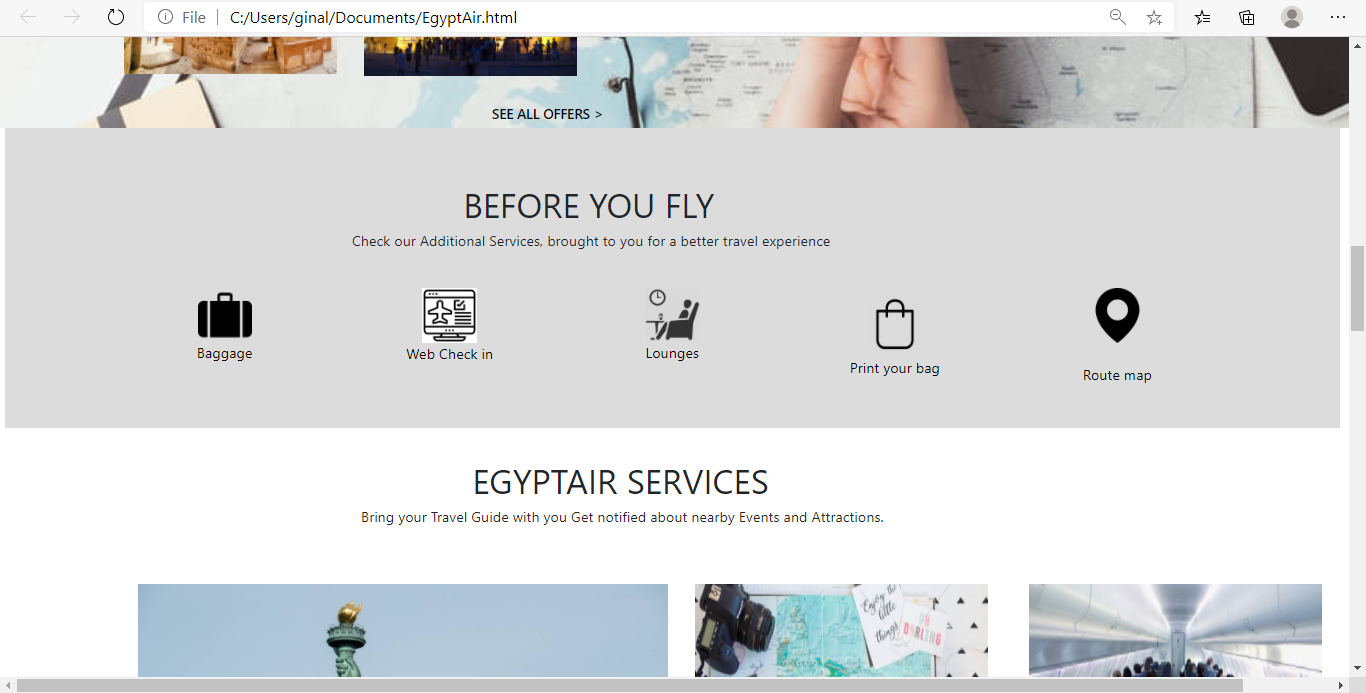 File
C:/Users/ginal/Documents/EgyptAir.html
SEE ALL OFFERS >
BEFORE YOU FLY
Check our Additional Services, brought to you for a better travel experience
Baggage
Web Check in
Lounges
Print your bag
Route map
EGYPTAIR SERVICES
Bring your Travel Guide with you Get notified about nearby Events and Attractions.
Enjoy the
little
things
OH
DARLING